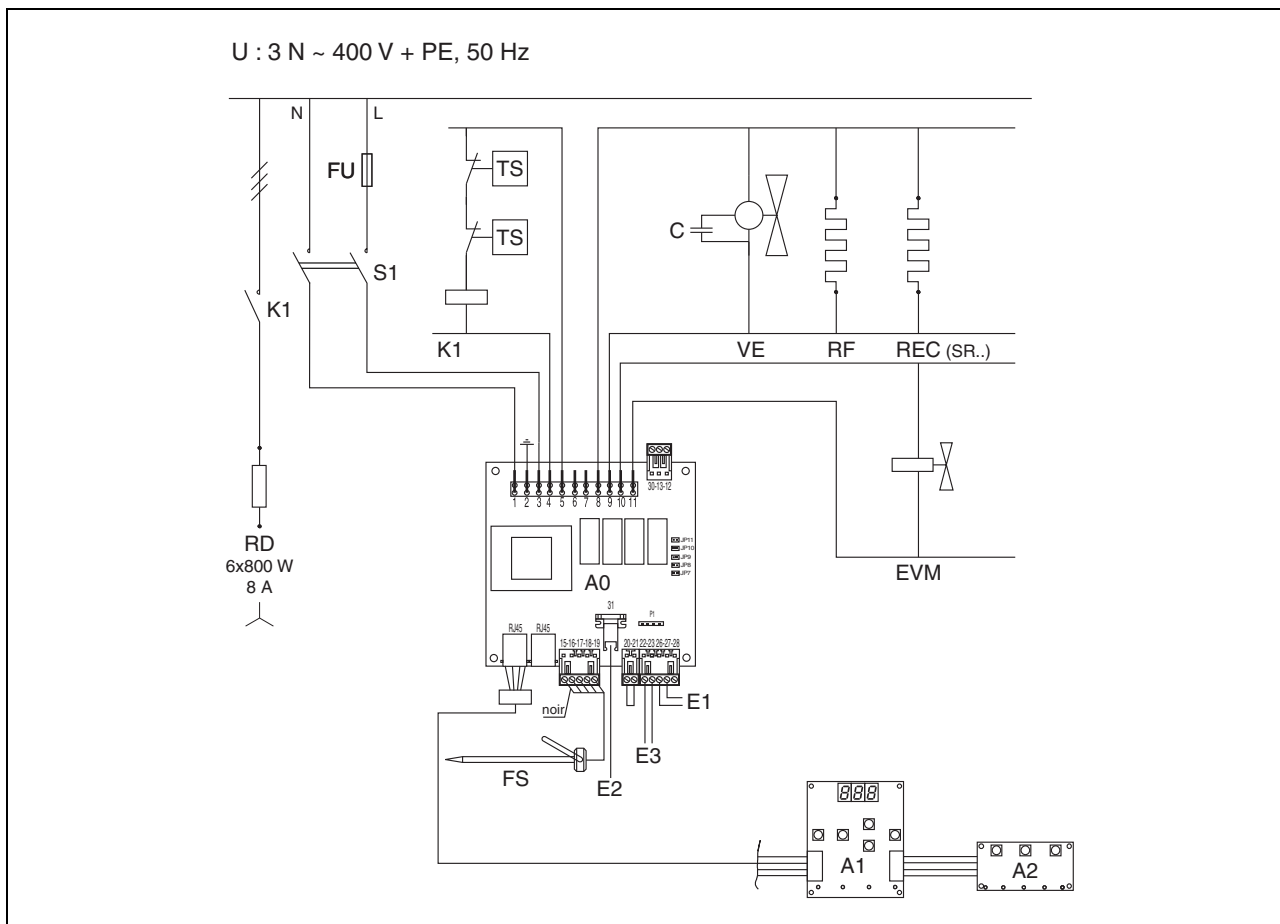 U : 3 N ~ 400 V + PE, 50 Hz
N
L
FU
TS
TS
C
S1
K1
K1
VE
RF
REC (SR..)
30-13-12
1 2 3 4 5 6 7 8 9 10 11
JP11
JP10
JP9
JP8
JP7
RD
6x800 W
8 A
A0
EVM
31
P1
RJ45
RJ45
15-16-17-18-19
20-21
22-23
26-27-28
noir
E1
E3
FS
E2
888
A1
A2